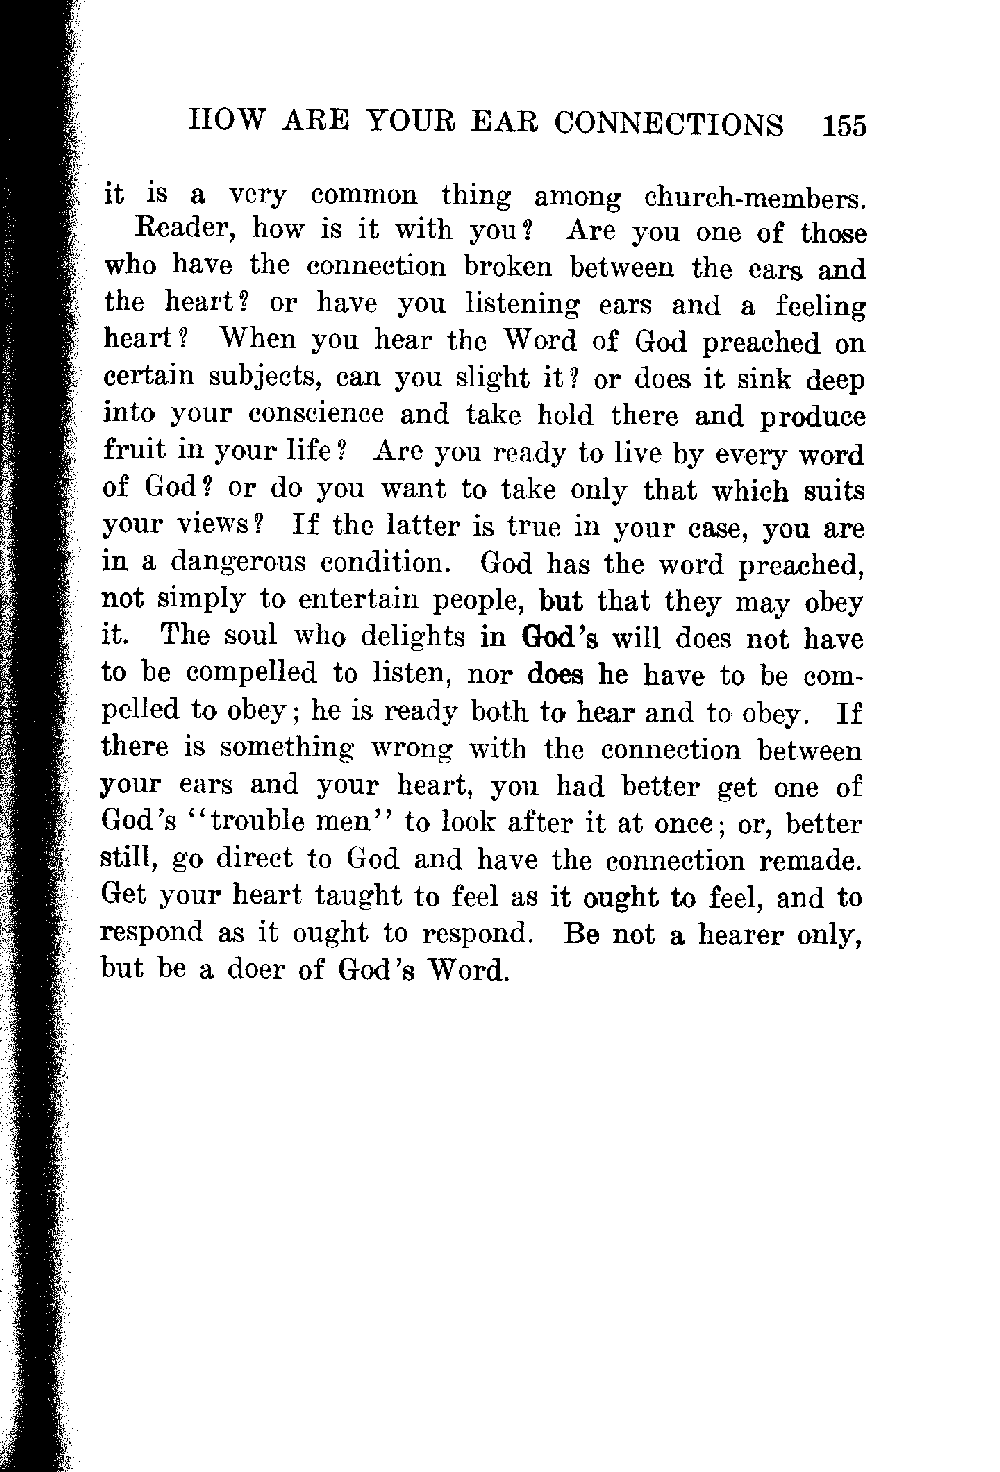 HOW ARE YOUR EAR CONNECTIONS 155
it is a very common thing among church-members.
Reader, how is it with you? Are you one of those
who have the connection broken between the ears and
the heart? or have you listening ears and a feeling
heart? When you hear the Word of God preached on
certain subjects, can you slight it? or does it sink deep
into your conscience and take hold there and produce
fruit in your life? Are you ready to live by every word
of God? or do you want to take only that which suits
your views? If the latter is true in your case, you are
in a dangerous condition. God has the word preached,
not simply to entertain people, but that they may obey
it. The soul who delights in God's will does not have
to be compelled to listen, nor does he have to be com-
pelled to obey; he is ready both to hear and to obey. If
there is something wrong with the connection between
your ears and your heart, you had better get one of
God's "trouble men" to look after it at once; or, better
still, go direct to God and have the connection remade.
Get your heart taught to feel as it ought to feel, and to
respond as it ought to respond. Be not a hearer only,
but be a doer of God's Word.